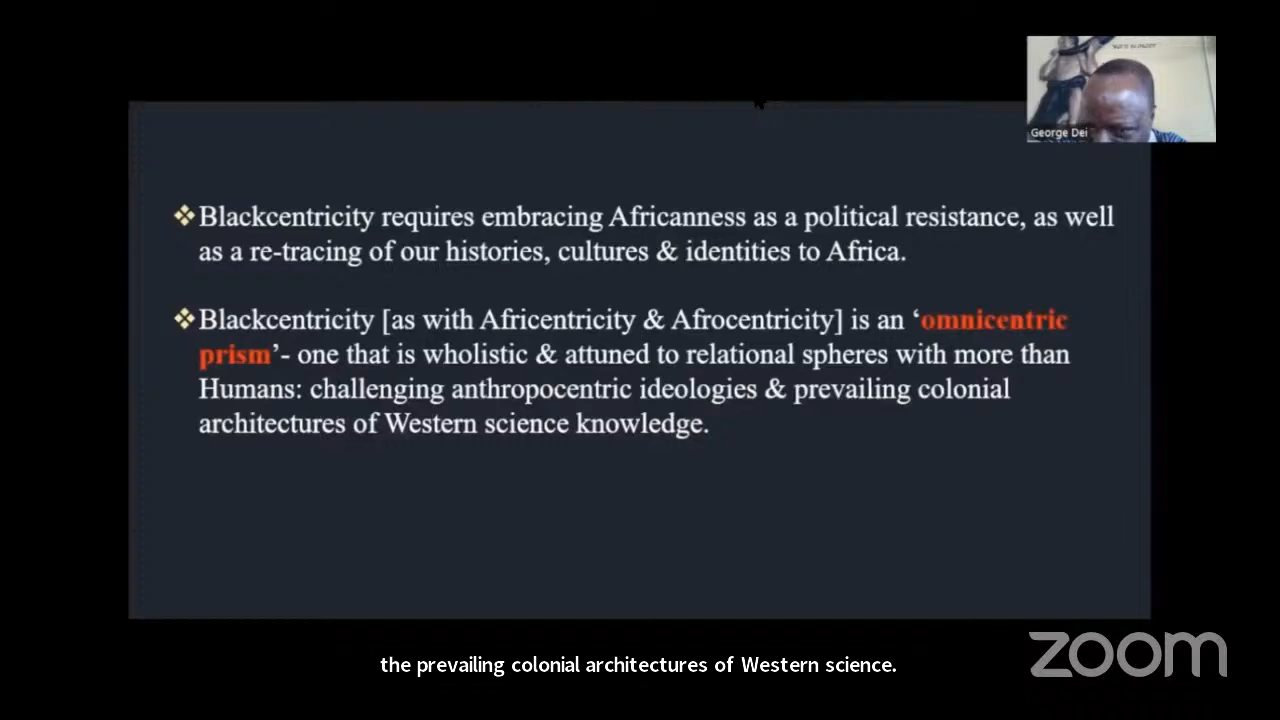 George Dei
❖Blackcentricity requires embracing Africanness as a political resistance, as well
as a re-tracing of our histories, cultures & identities to Africa.
❖Blackcentricity [as with Africentricity & Afrocentricity] is an ‘omnicentric
prism’- one that is wholistic & attuned to relational spheres with more than
Humans: challenging anthropocentric ideologies & prevailing colonial
architectures of Western science knowledge.
the prevailing colonial architectures of Western science.
zoom